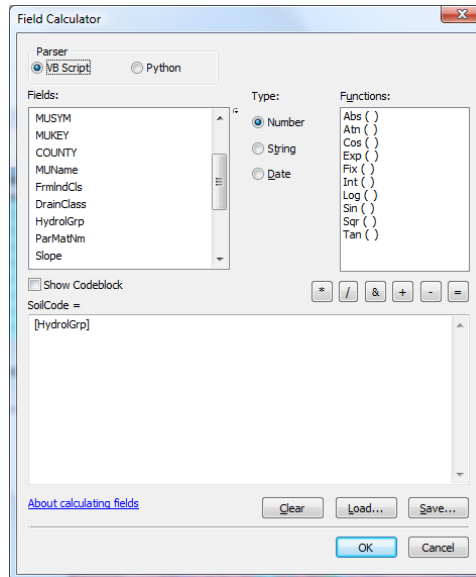 Field Calculator
Parser
VB Script
Python
Fields:
Type:
Functions:
MUSYM
MUKEY
COUNTY
MUName
FrmIndCls
DrainClass
HydrolGrp
ParMatNm
Slope
Number
String
Date
Abs ( )
Atn ( )
Cos ( )
Exp ( )
Fix ( )
Int ( )
Log ( )
Sin ( )
Sqr ( )
Tan ( )
Show Codeblock
* / & + - =
SoilCode =
[HydrolGrp]
About calculating fields
Clear
Load...
Save...
OK
Cancel